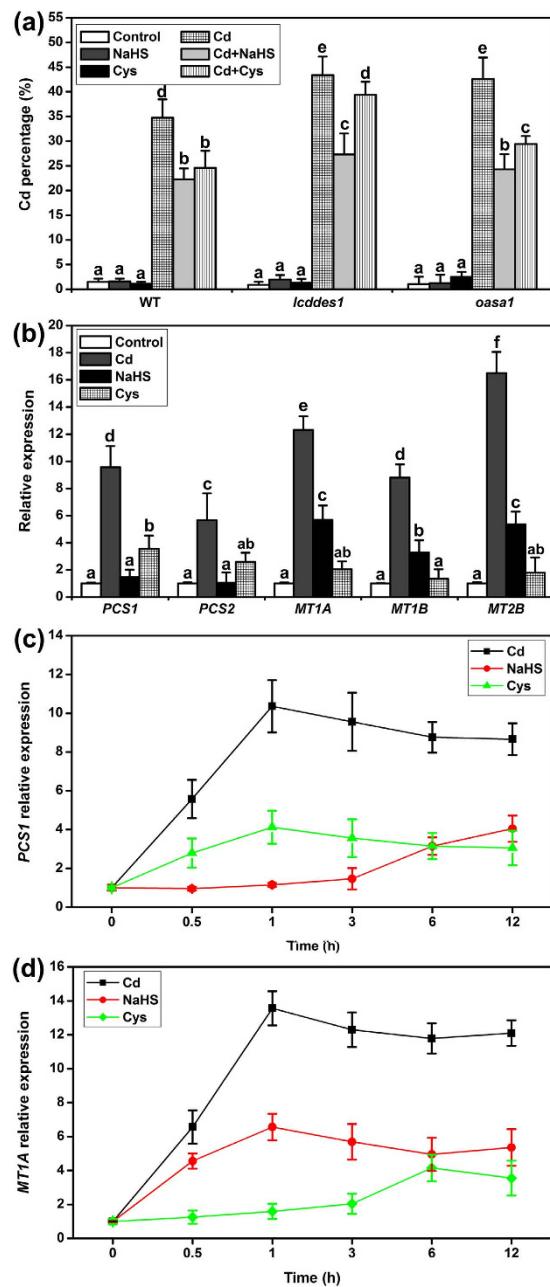 (a)
Control
Cd
NaHS
Cd+NaHS
Cys
Cd+Cys
Cd percentage (%)
50
45
40
35
30
25
20
15
10
5
0
a a a d b b
a a a e c d
a a a e b c
WT lcddes1 oasa1
(b)
Control
Cd
NaHS
Cys
Relative expression
20
18
16
14
12
10
8
6
4
2
0
a d a b
a c a ab
a e c ab
a d b a
a f c ab
PCS1 PCS2 MT1A MT1B MT2B
(c)
Cd
NaHS
Cys
PCS1 relative expression
14
12
10
8
6
4
2
0
0 0.5 1 3 6 12
Time (h)
(d)
Cd
NaHS
Cys
MT1A relative expression
16
14
12
10
8
6
4
2
0
0 0.5 1 3 6 12
Time (h)